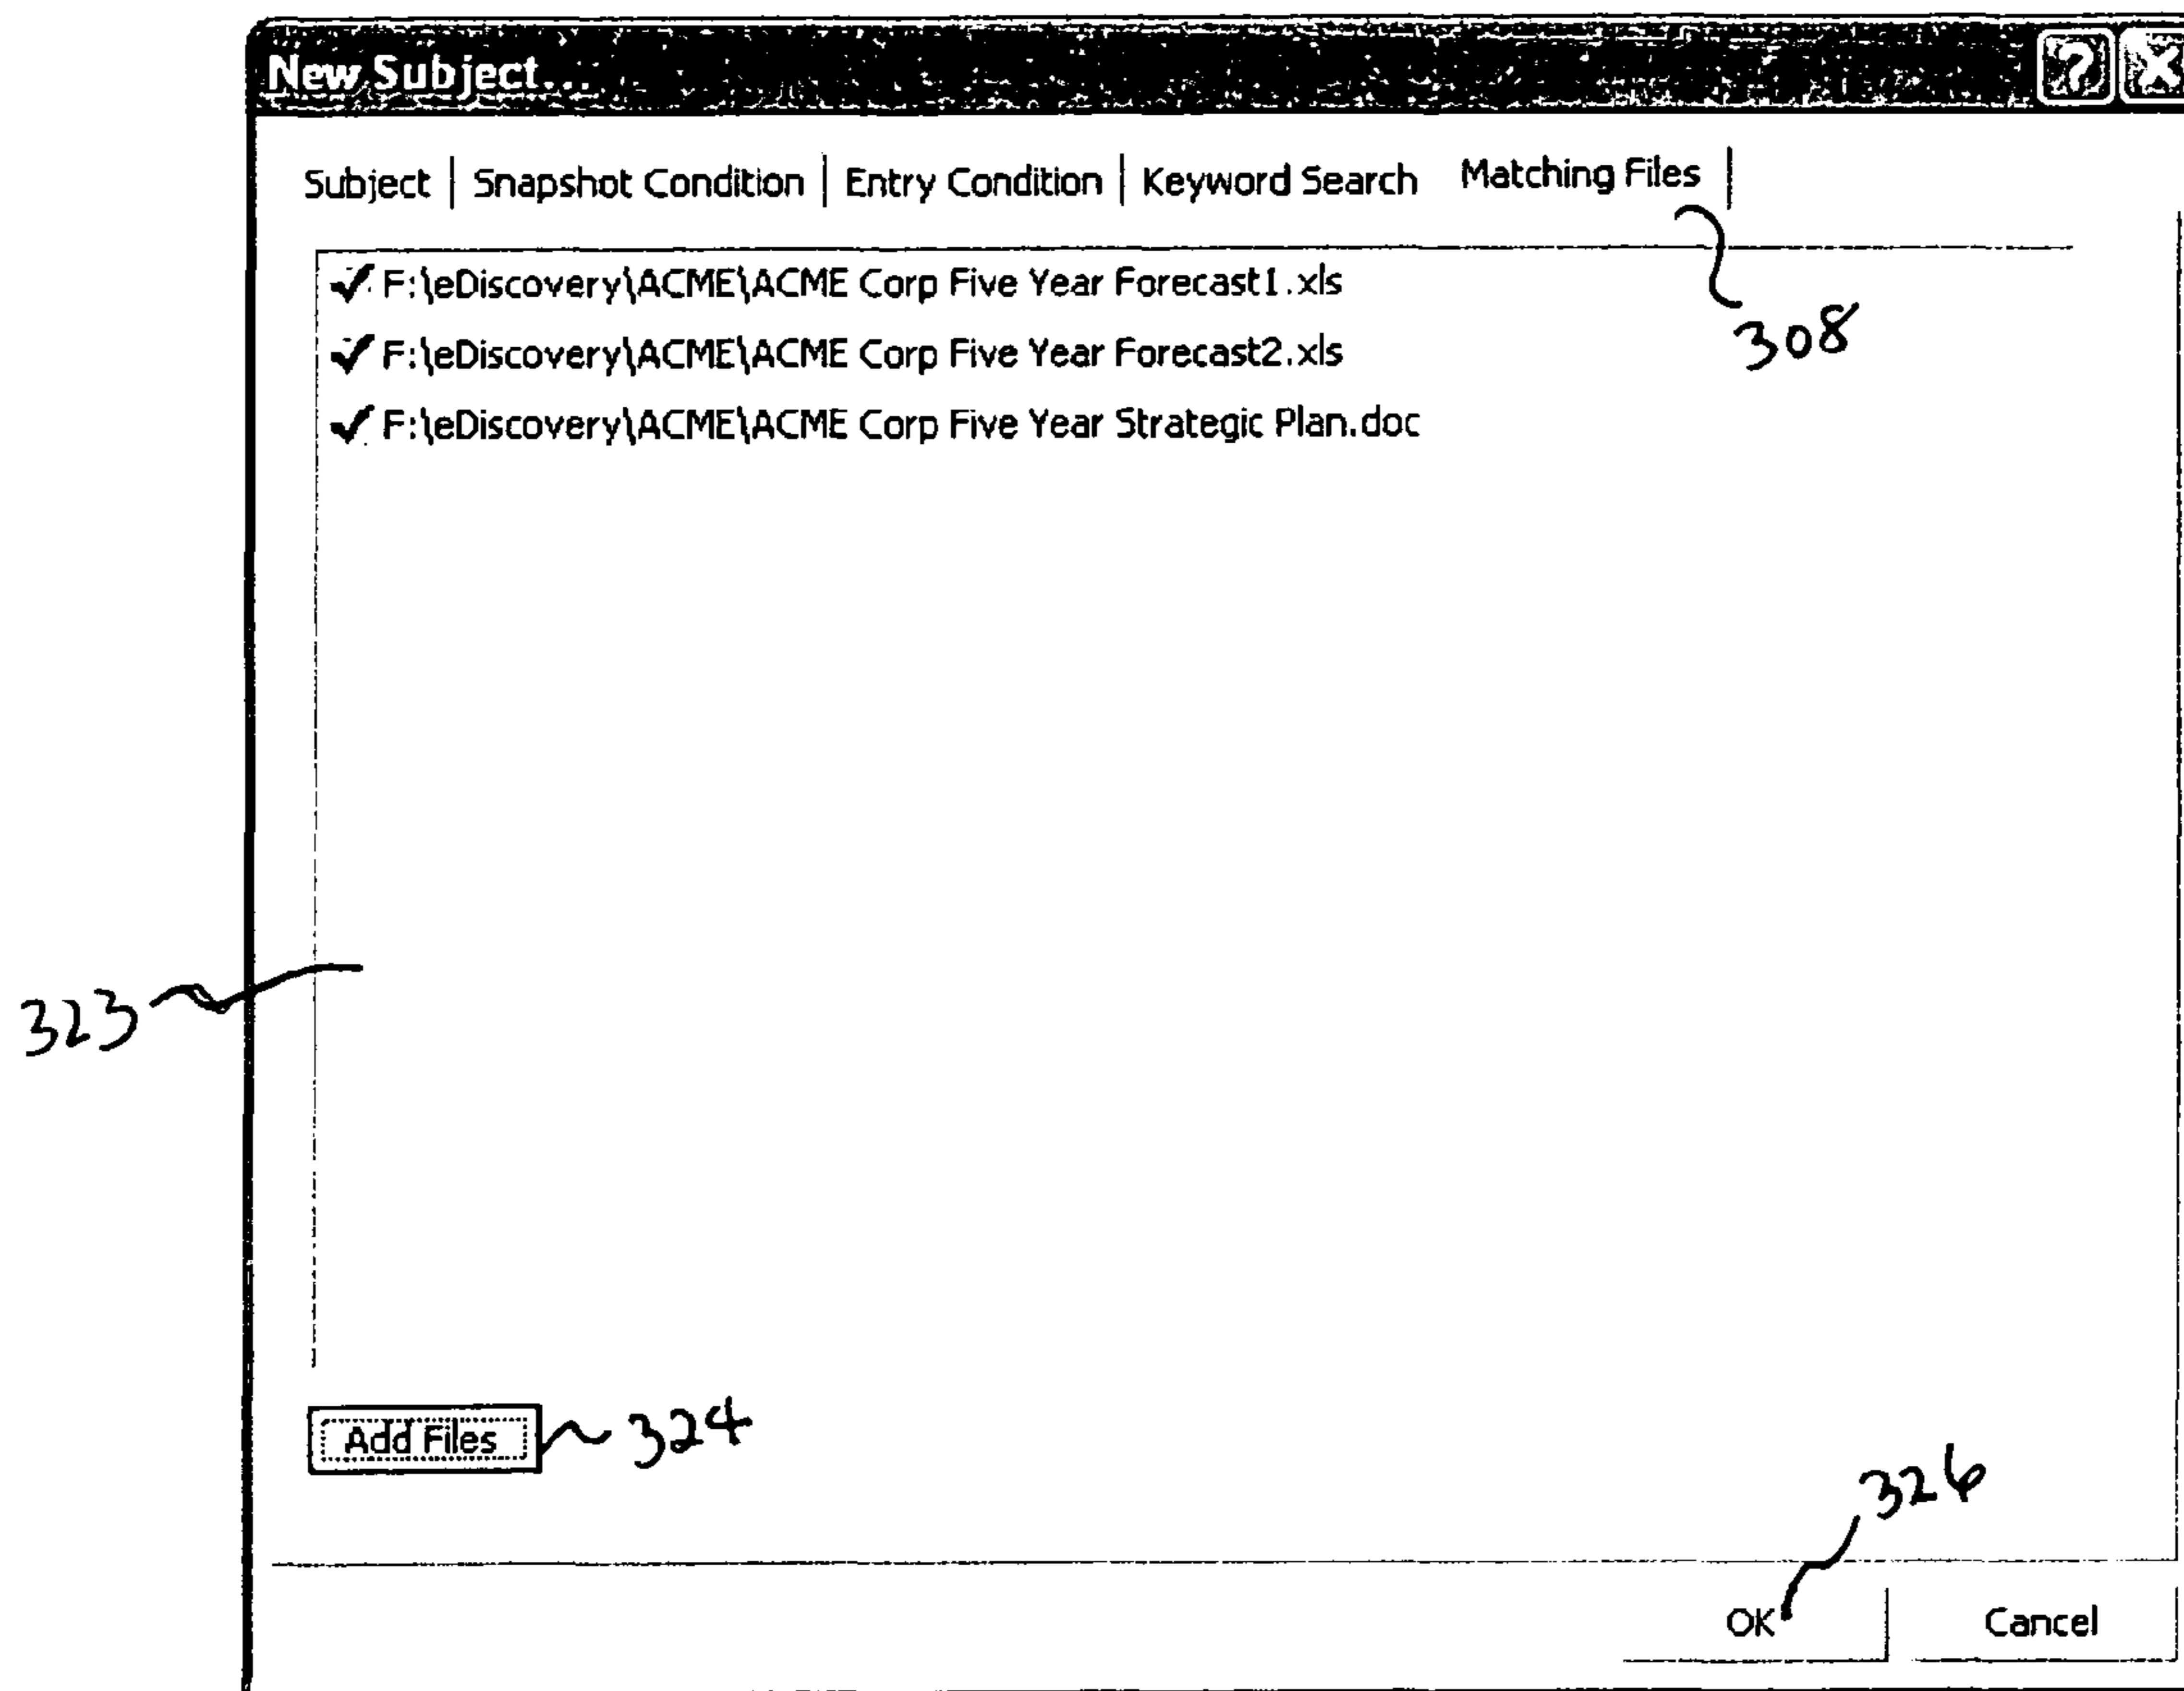 New Subject...
? X
Subject | Snapshot Condition | Entry Condition | Keyword Search Matching Files |
308
F:\eDiscovery\ACME\ACME Corp Five Year Forecast1.xls
F:\eDiscovery\ACME\ACME Corp Five Year Forecast2.xls
F:\eDiscovery\ACME\ACME Corp Five Year Strategic Plan.doc
323
Add Files 324
326
OK Cancel